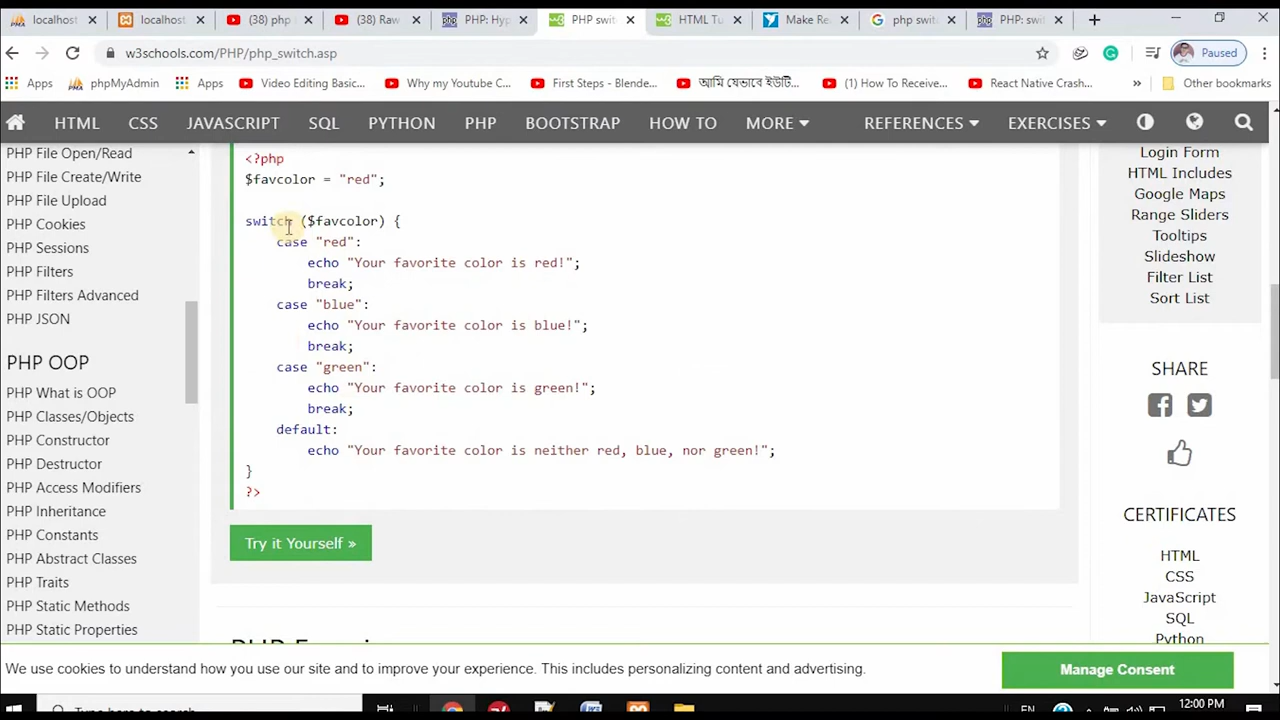 localhost
localhost
(38) php
(38) Raw
PHP: Hyp
PHP swit
HTML Tu
Make Re
php swit
PHP: swi
w3schools.com/PHP/php_switch.asp
Paused
Apps
phpMyAdmin
Apps
Video Editing Basic...
Why my Youtube C...
First Steps - Blende...
আমি যেভাবে ইউটি...
(1) How To Receive...
React Native Crash...
»
Other bookmarks
HTML
CSS
JAVASCRIPT
SQL
PYTHON
PHP
BOOTSTRAP
HOW TO
MORE
REFERENCES
EXERCISES
PHP File Open/Read
PHP File Create/Write
PHP File Upload
PHP Cookies
PHP Sessions
PHP Filters
PHP Filters Advanced
PHP JSON
PHP OOP
PHP What is OOP
PHP Classes/Objects
PHP Constructor
PHP Destructor
PHP Access Modifiers
PHP Inheritance
PHP Constants
PHP Abstract Classes
PHP Traits
PHP Static Methods
PHP Static Properties
<?php
$favcolor = "red";
switch ($favcolor) {
case "red":
echo "Your favorite color is red!";
break;
case "blue":
echo "Your favorite color is blue!";
break;
case "green":
echo "Your favorite color is green!";
break;
default:
echo "Your favorite color is neither red, blue, nor green!";
}
?>
Try it Yourself »
Login Form
HTML Includes
Google Maps
Range Sliders
Tooltips
Slideshow
Filter List
Sort List
SHARE
CERTIFICATES
HTML
CSS
JavaScript
SQL
Python
We use cookies to understand how you use our site and to improve your experience. This includes personalizing content and advertising.
Manage Consent
EN
12:00 PM